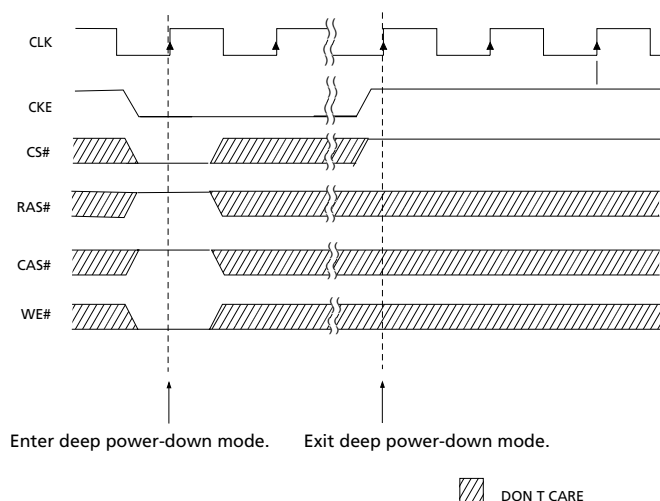 CLK
CKE
CS#
RAS#
CAS#
WE#
Enter deep power-down mode. Exit deep power-down mode.
DON T CARE